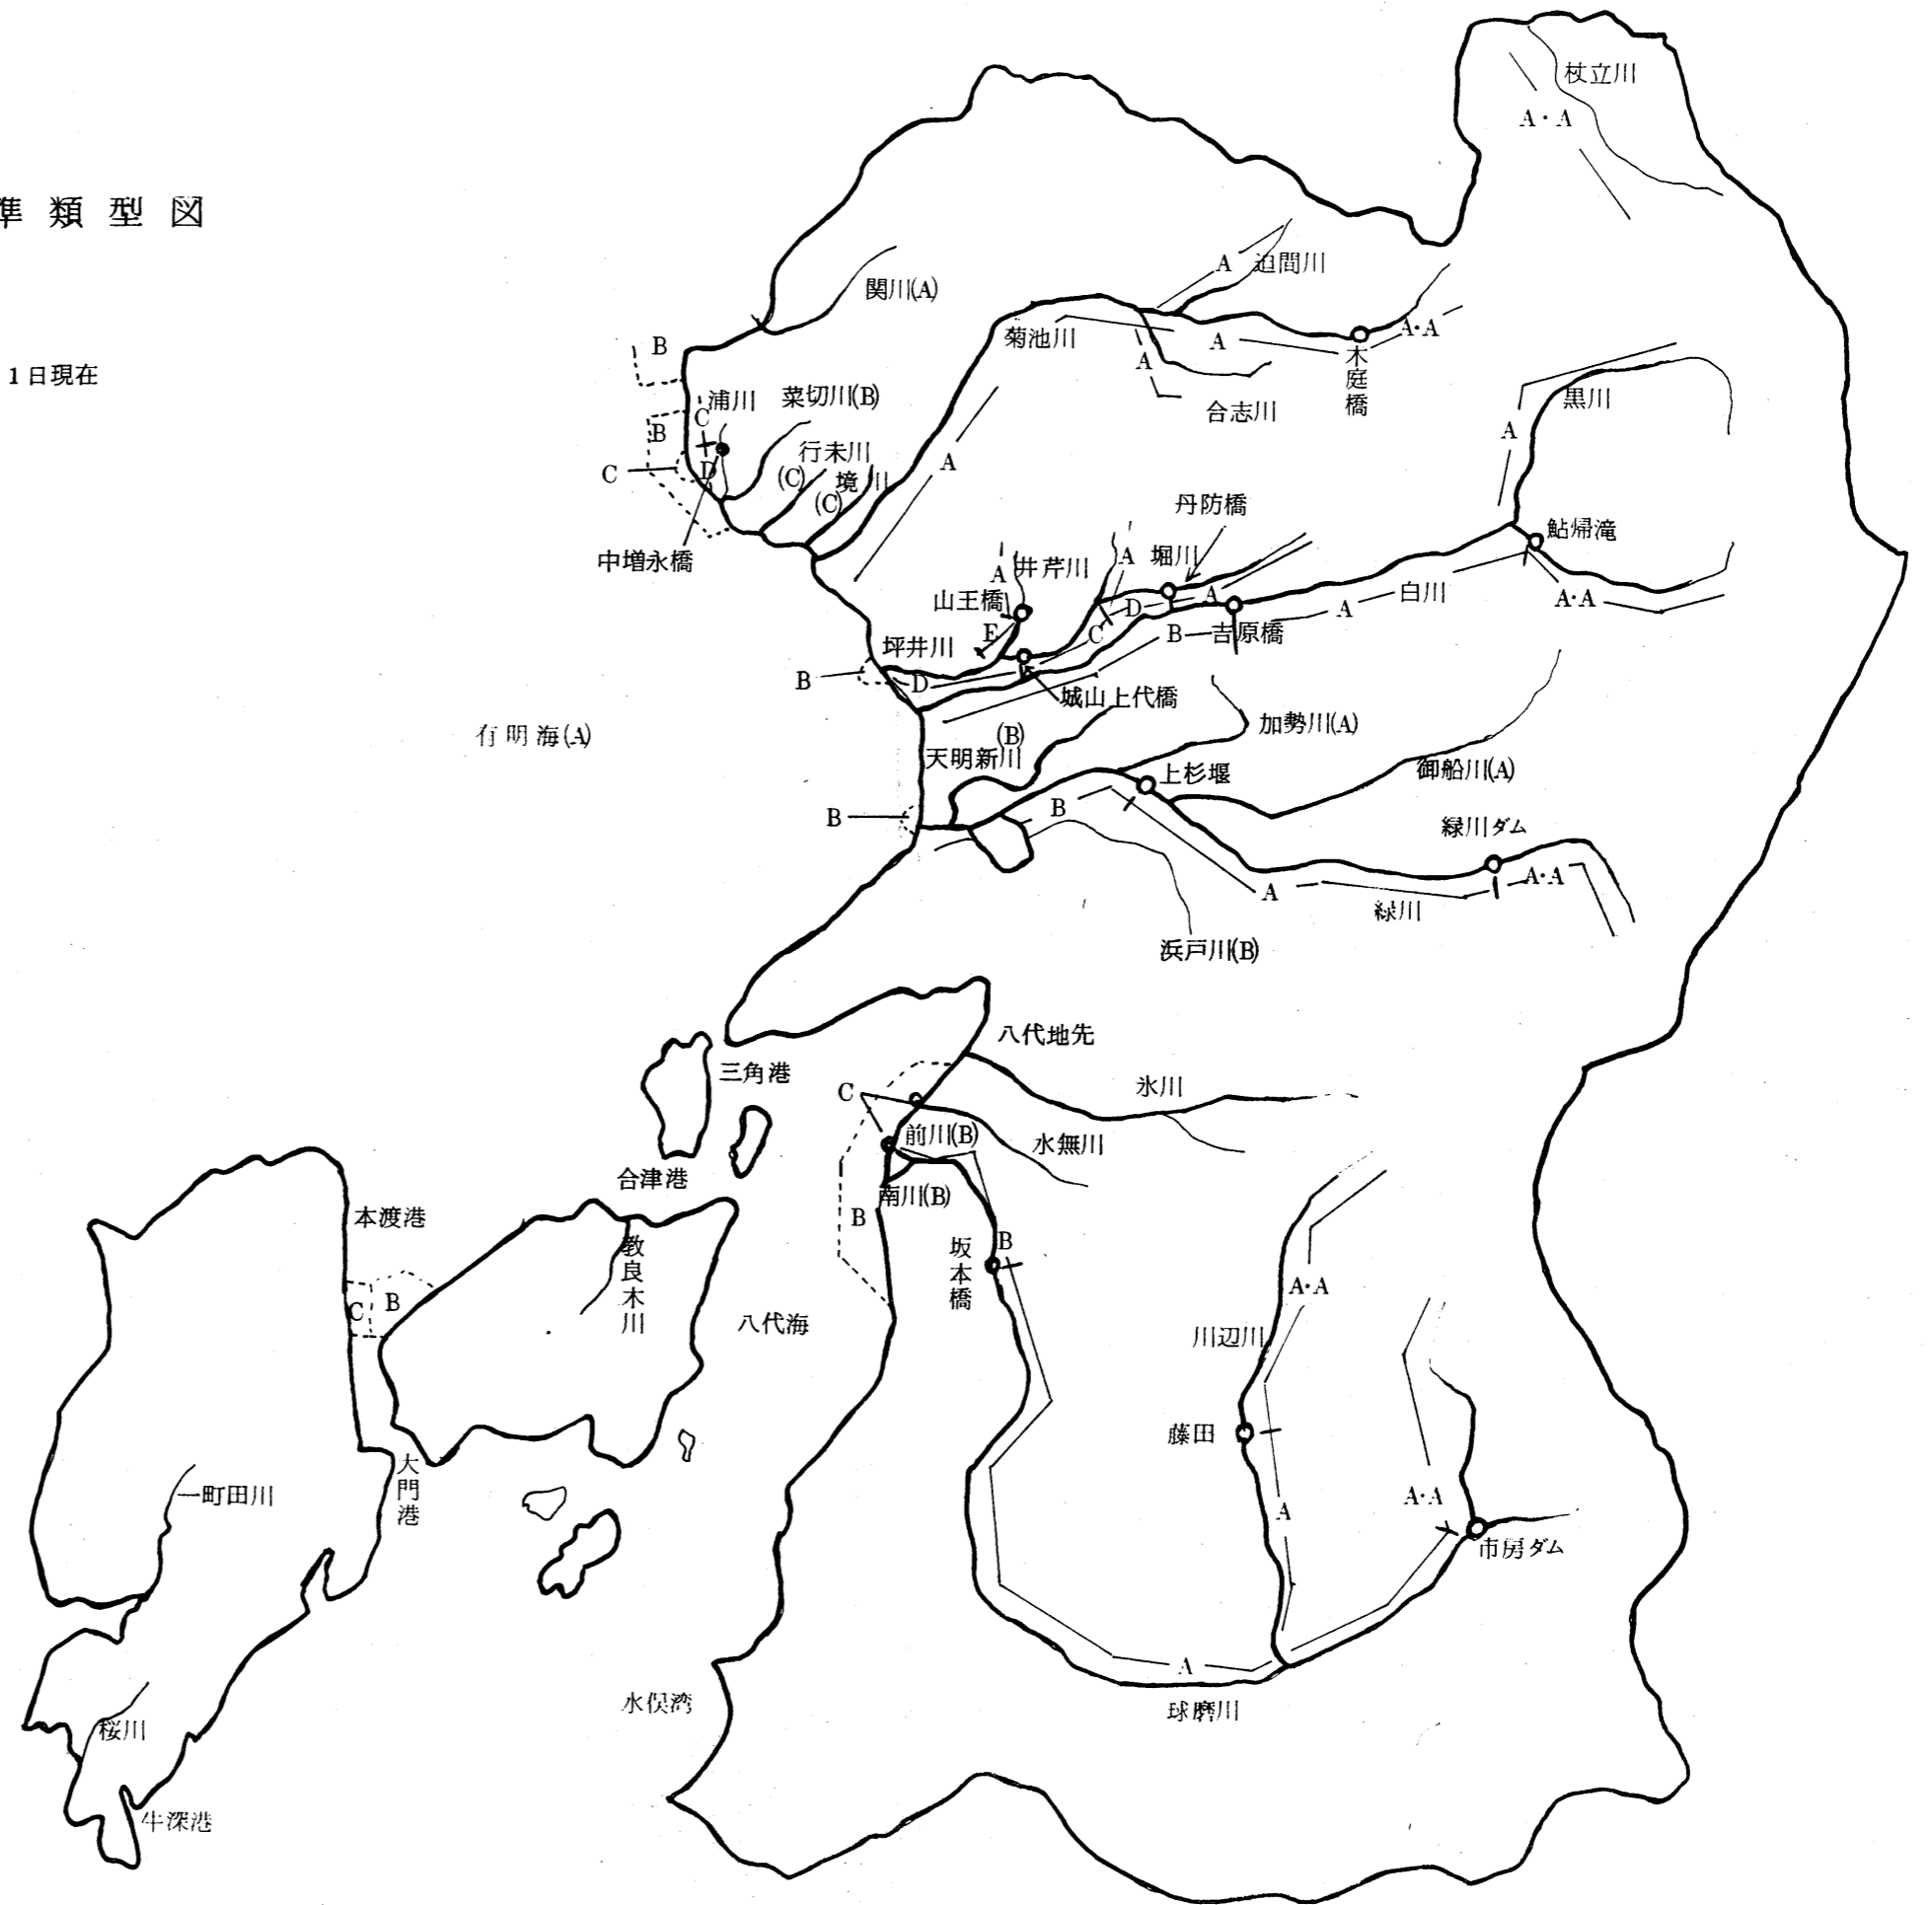 準類型図
1日現在
杖立川
A・A
関川(A)
A
迫間川
菊池川
A
A・A
木庭橋
A
合志川
黒川
A
B
浦川
菜切川(B)
C
B
行末川
(C)
境川
(C)
C
D
A
中増永橋
丹防橋
鮎帰滝
A
井芹川
A
堀川
山王橋
D
A
A
白川
A・A
E
C
B
吉原橋
坪井川
B
D
城山上代橋
有明海(A)
(B)
天明新川
加勢川(A)
上杉堰
御船川(A)
B
B
緑川ダム
A
A・A
緑川
浜戸川(B)
八代地先
三角港
C
氷川
前川(B)
水無川
合津港
南川(B)
本渡港
B
教良木川
坂本橋
B
C
B
八代海
A・A
川辺川
藤田
大門港
町田川
A
A・A
市房ダム
A
水俣湾
球磨川
桜川
牛深港